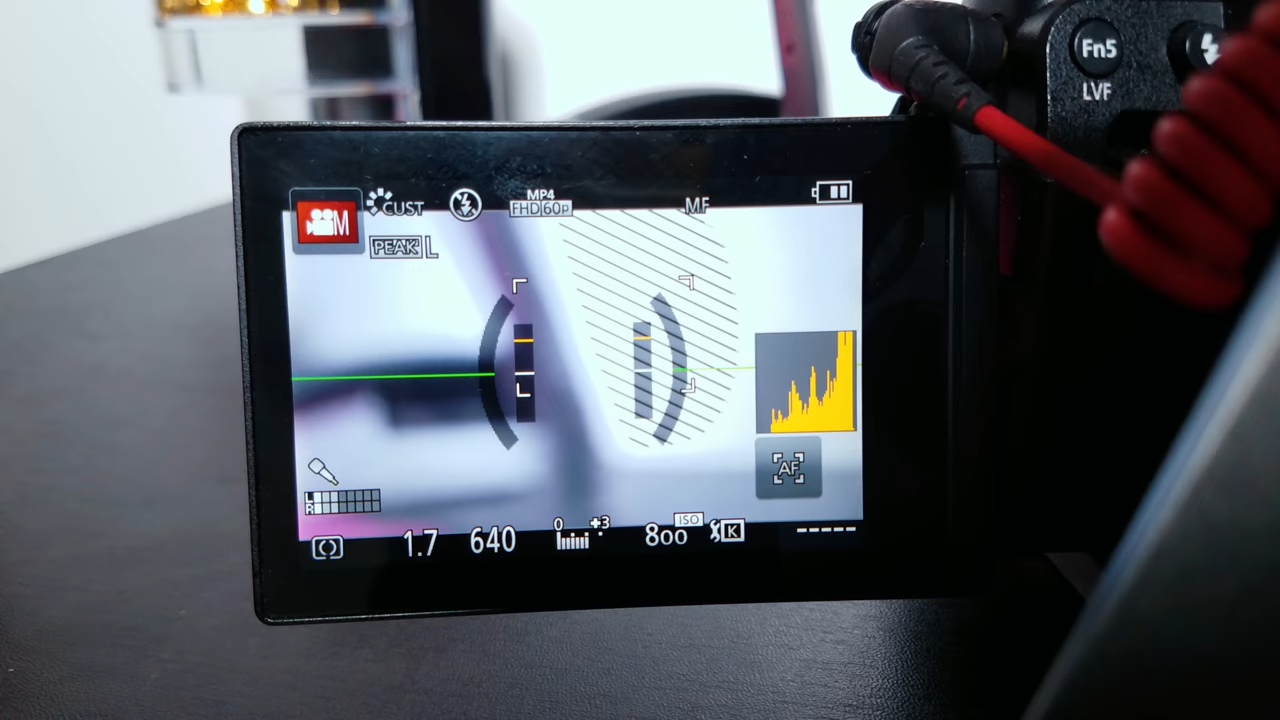 Fn5
LVF
M
CUST
MP4
FHD 60p
MF
PEAK L
L
R
AF
1.7
640
0 +3
800
ISO
K
-----